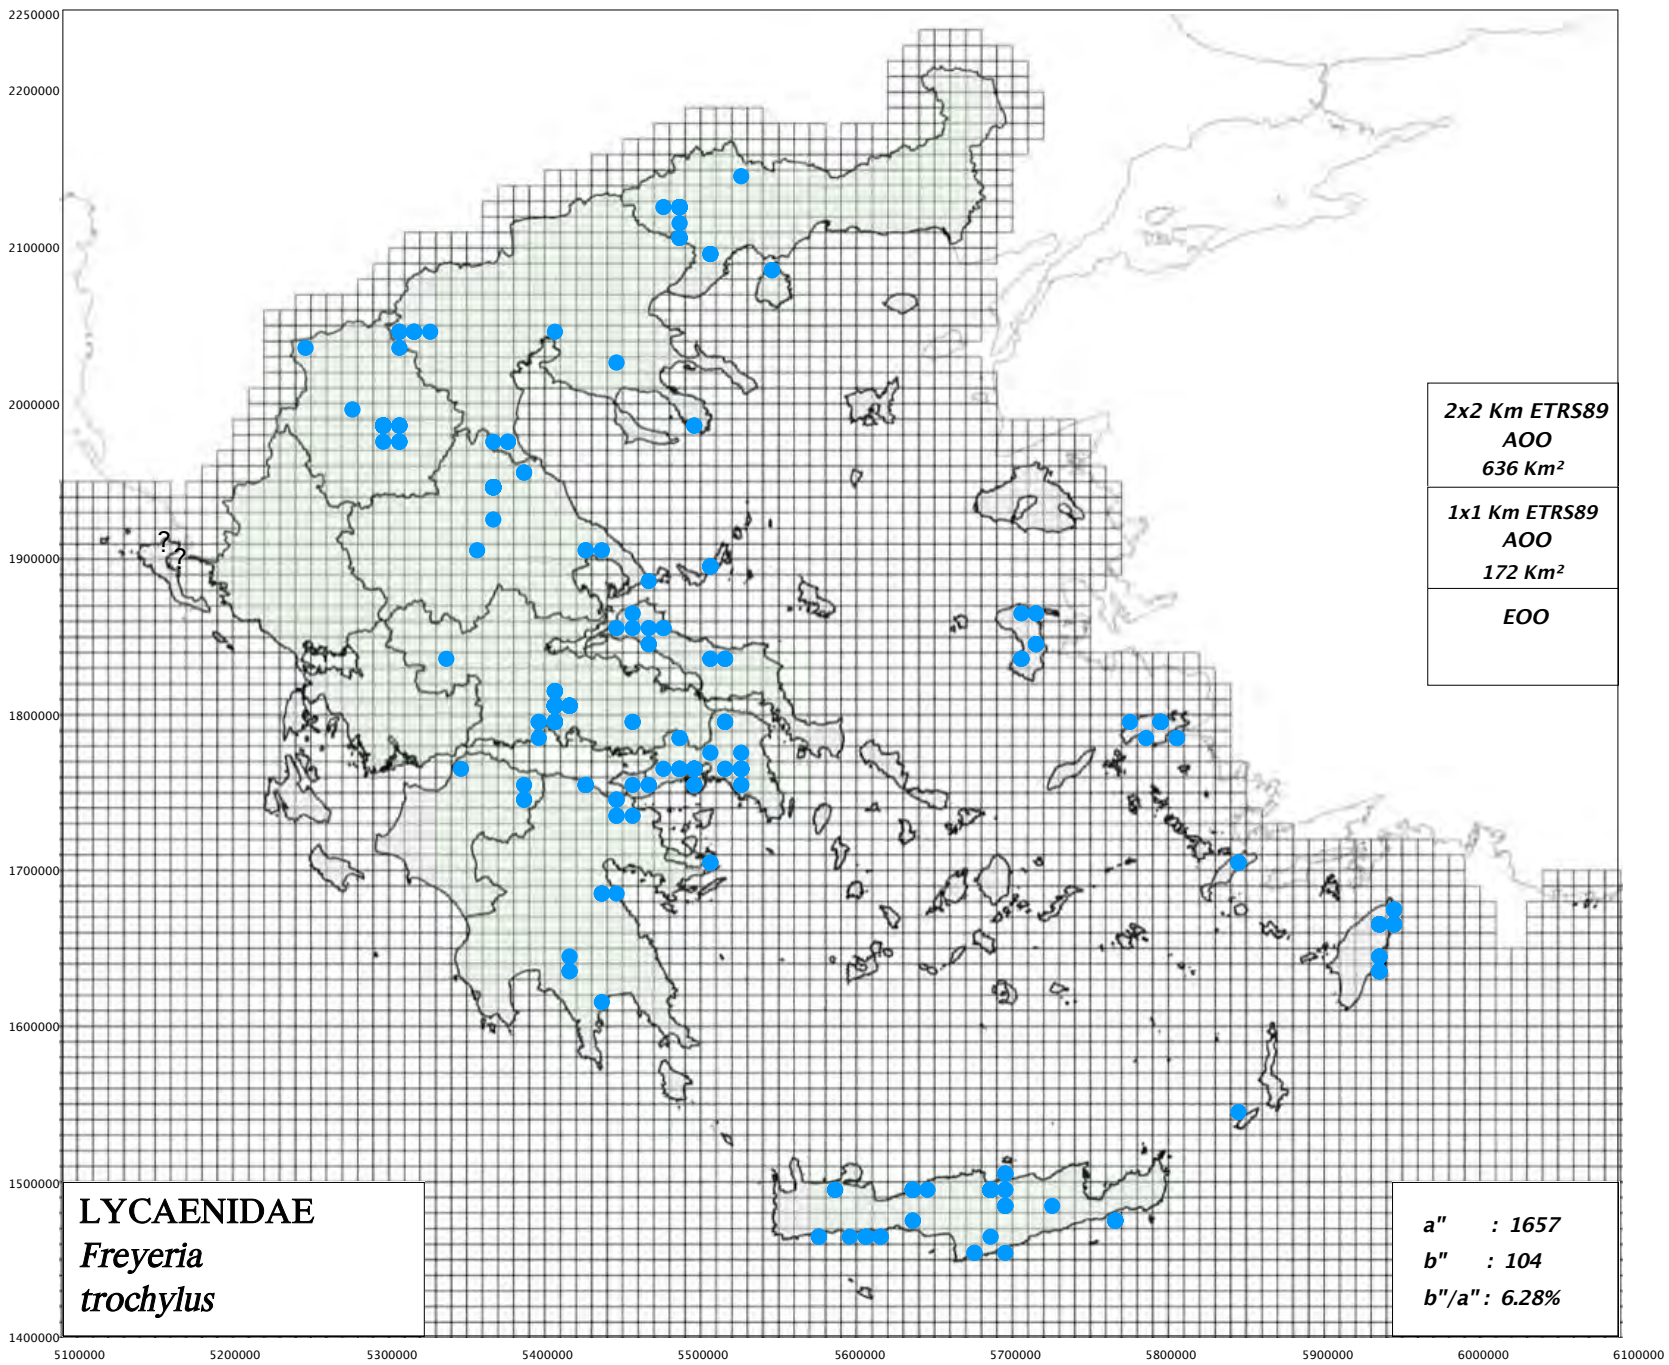 2250000
2200000
2100000
2000000
1900000
1800000
1700000
1600000
1500000
1400000
? 
?
2x2 Km ETRS89
AOO
636 Km²
1x1 Km ETRS89
AOO
172 Km²
EOO
LYCAENIDAE
Freyeria
trochylus
a" : 1657
b" : 104
b"/a" : 6.28%
5100000 5200000 5300000 5400000 5500000 5600000 5700000 5800000 5900000 6000000 6100000